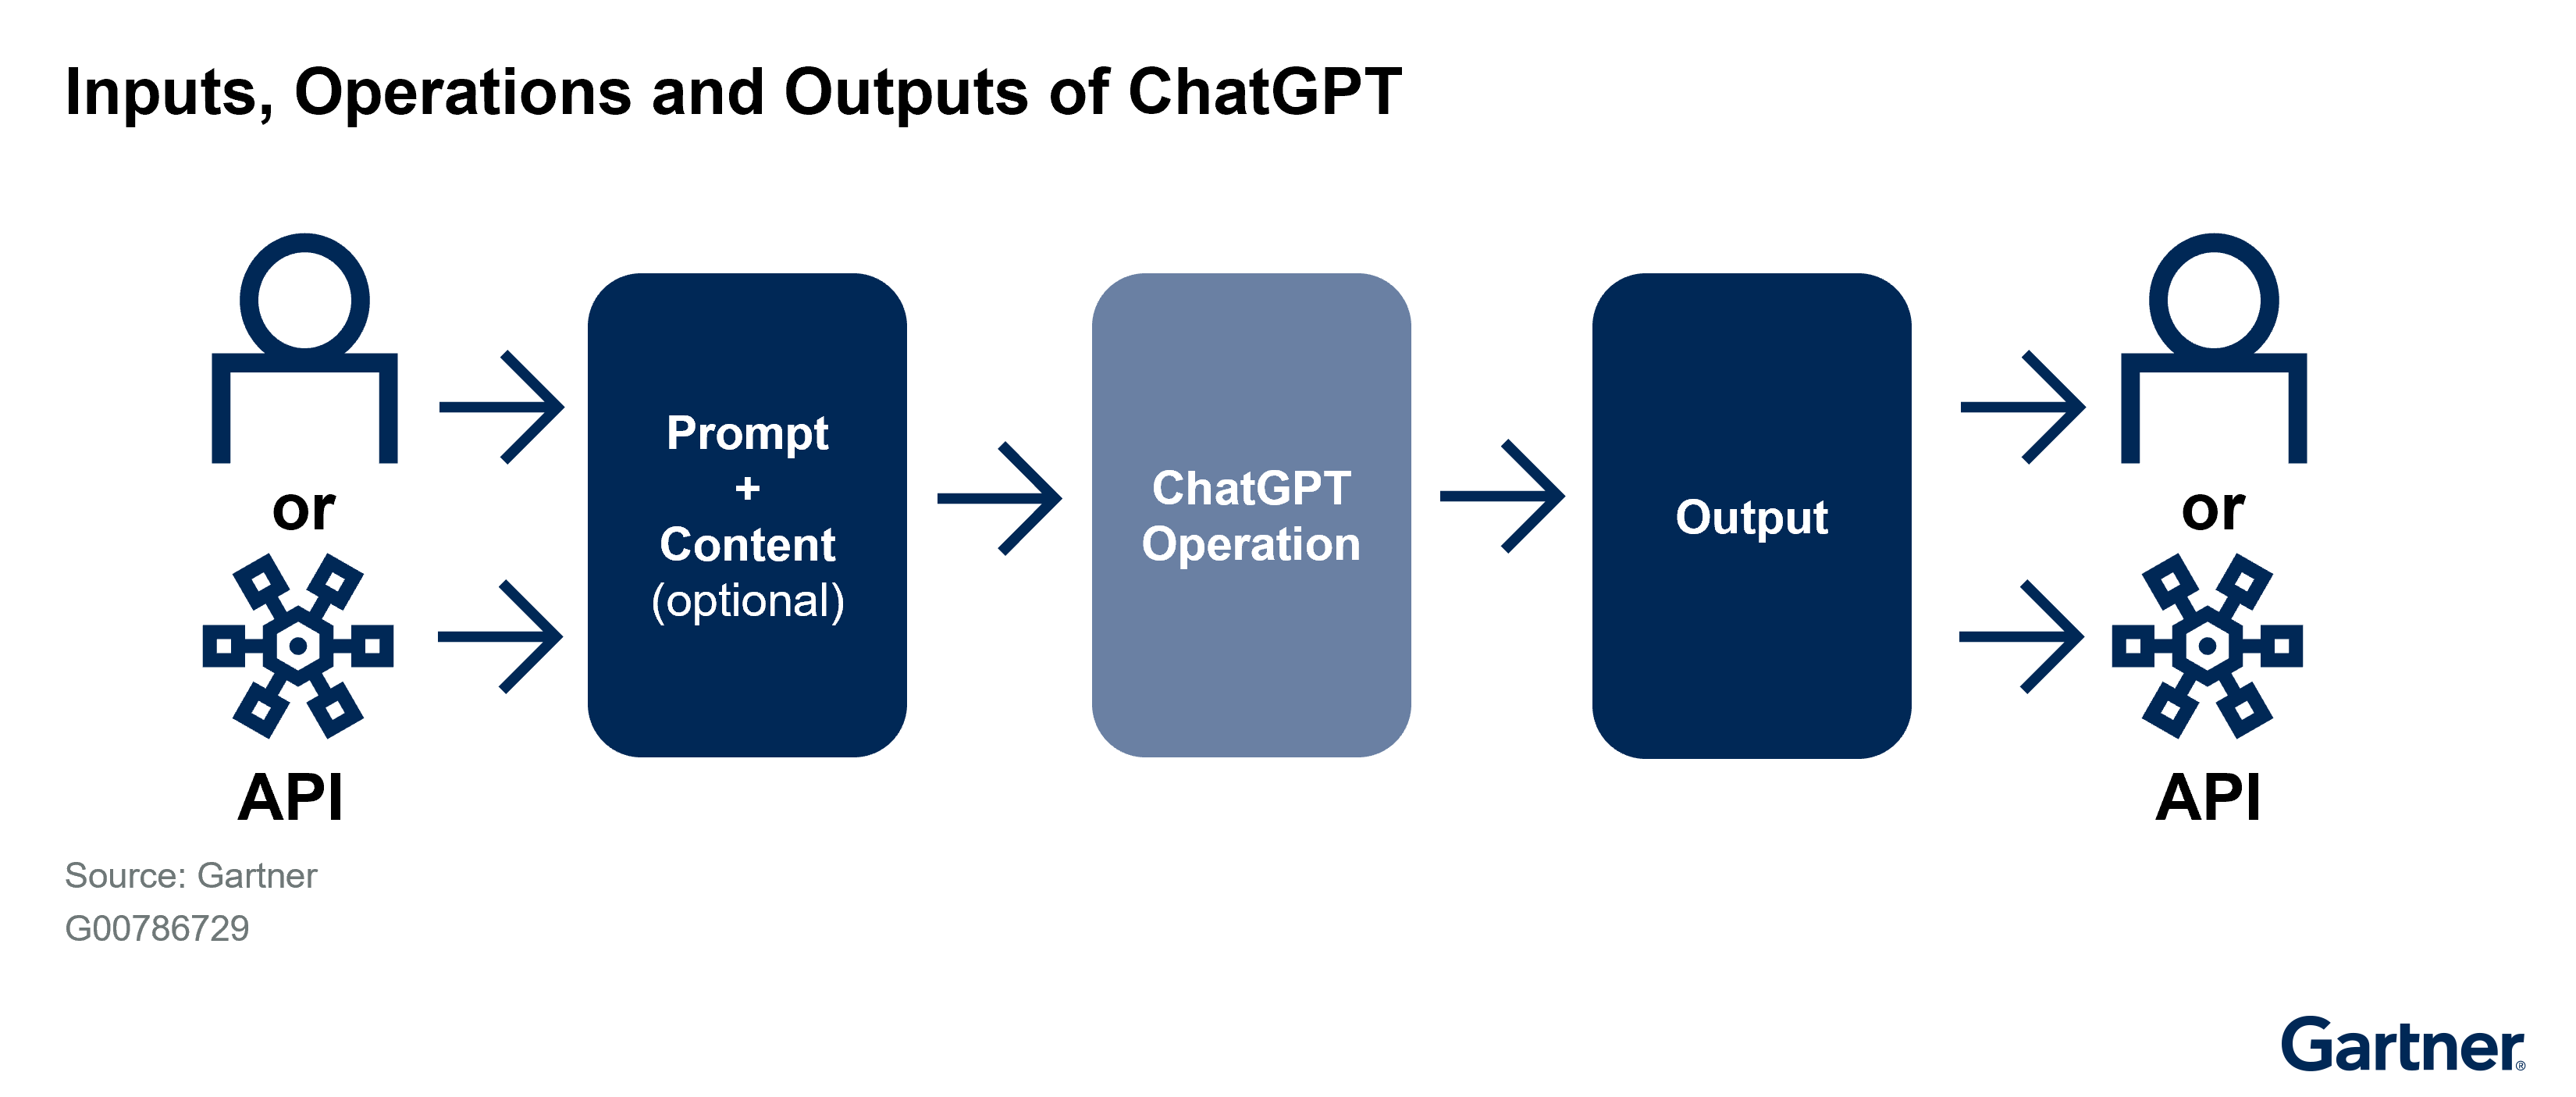 Inputs, Operations and Outputs of ChatGPT
or
API
Prompt
+
Content
(optional)
ChatGPT
Operation
Output
or
API
Source: Gartner
G00786729
Gartner®